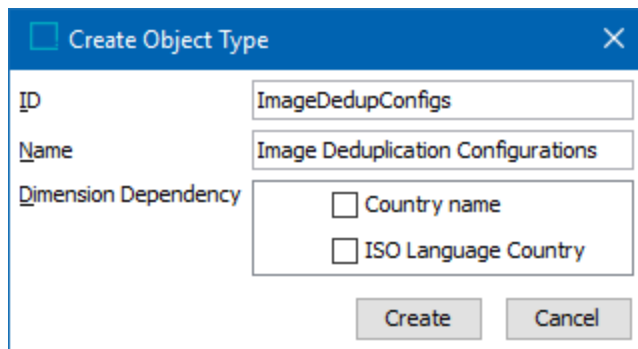 Create Object Type
ID ImageDedupConfigs
Name Image Deduplication Configurations
Dimension Dependency Country name
ISO Language Country
Create Cancel